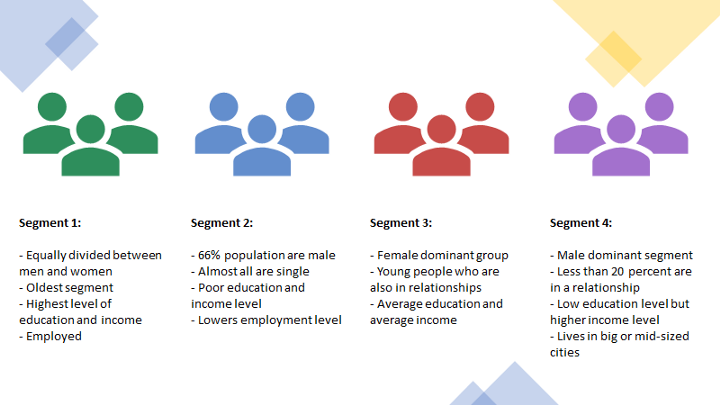 Segment 1:
- Equally divided between
men and women
- Oldest segment
- Highest level of
education and income
- Employed
Segment 2:
- 66% population are male
- Almost all are single
- Poor education and
income level
- Lowers employment level
Segment 3:
- Female dominant group
- Young people who are
also in relationships
- Average education and
average income
Segment 4:
- Male dominant segment
- Less than 20 percent are
in a relationship
- Low education level but
higher income level
- Lives in big or mid-sized
cities